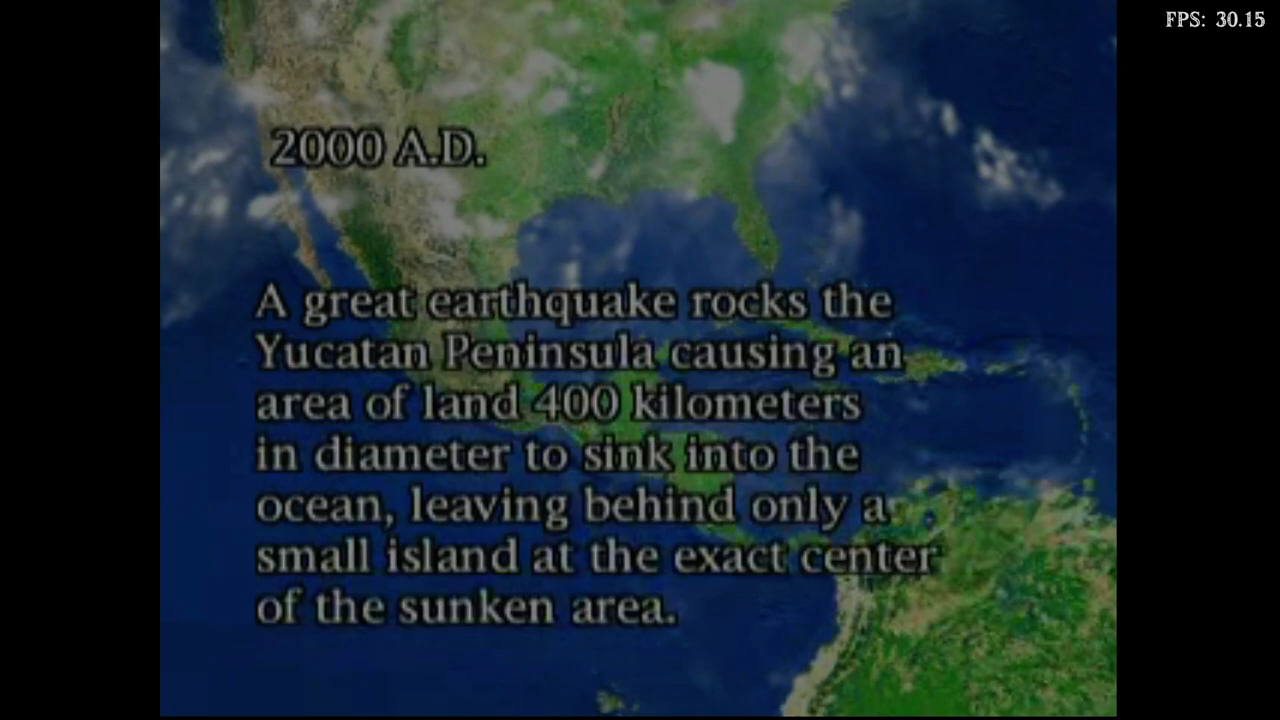 FPS: 30.15
2000 A.D.
A great earthquake rocks the
Yucatan Peninsula causing an
area of land 400 kilometers
in diameter to sink into the
ocean, leaving behind only a
small island at the exact center
of the sunken area.